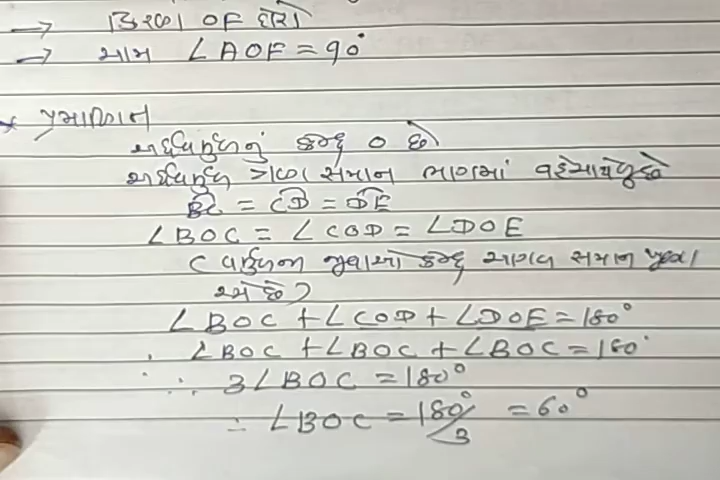 → કિરણ OF દોરો
→ આમ ∠AOF = 90°
* પ્રમાણ
અર્ધવર્તુળનું કેન્દ્ર O છે
અર્ધવર્તુળ ત્રણ સમાન ભાગમાં વહેંચાયેલું છે
BC = CD = DE
∠BOC = ∠COD = ∠DOE
( વર્તુળના કેન્દ્ર આગળ સમાન ખૂણા
છે )
∠BOC + ∠COD + ∠DOE = 180°
∴ ∠BOC + ∠BOC + ∠BOC = 180°
∴ 3∠BOC = 180°
∴ ∠BOC = 180°/3 = 60°